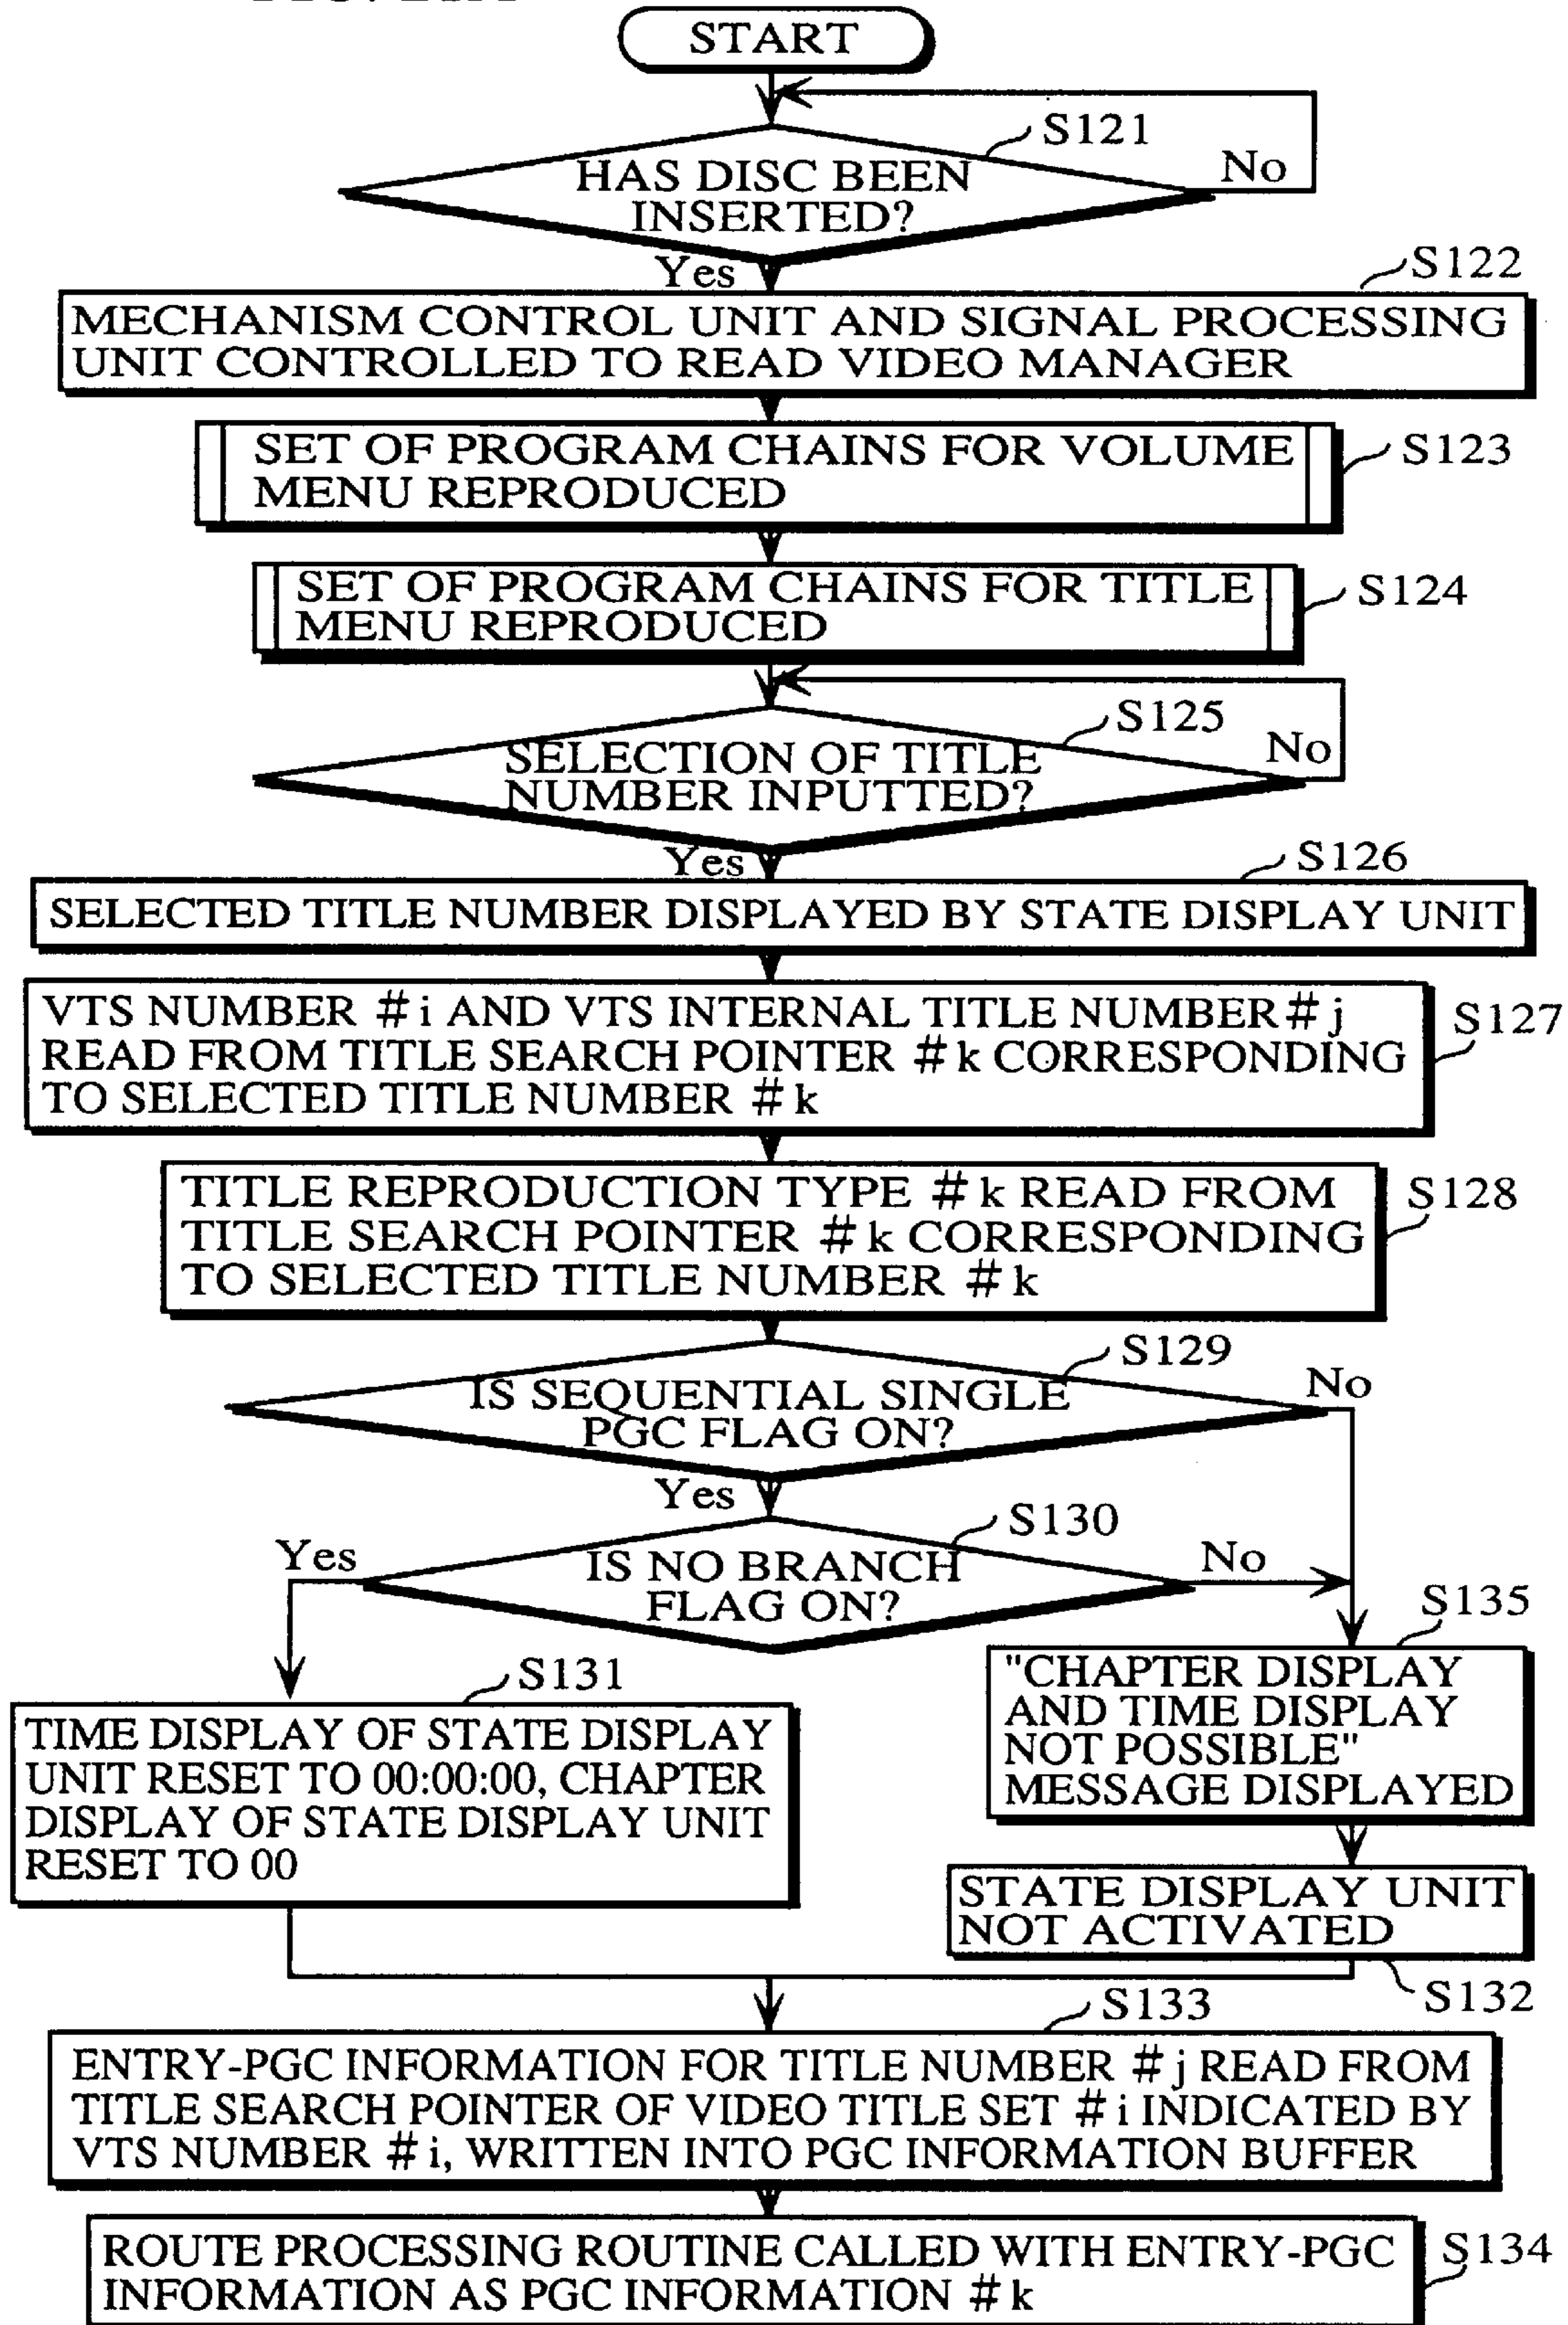 START
S121
HAS DISC BEEN
INSERTED?
No
Yes
S122
MECHANISM CONTROL UNIT AND SIGNAL PROCESSING
UNIT CONTROLLED TO READ VIDEO MANAGER
SET OF PROGRAM CHAINS FOR VOLUME
MENU REPRODUCED
S123
SET OF PROGRAM CHAINS FOR TITLE
MENU REPRODUCED
S124
S125
SELECTION OF TITLE
NUMBER INPUTTED?
No
Yes
S126
SELECTED TITLE NUMBER DISPLAYED BY STATE DISPLAY UNIT
VTS NUMBER #i AND VTS INTERNAL TITLE NUMBER #j
READ FROM TITLE SEARCH POINTER #k CORRESPONDING
TO SELECTED TITLE NUMBER #k
S127
TITLE REPRODUCTION TYPE #k READ FROM
TITLE SEARCH POINTER #k CORRESPONDING
TO SELECTED TITLE NUMBER #k
S128
S129
IS SEQUENTIAL SINGLE
PGC FLAG ON?
No
Yes
S130
IS NO BRANCH
FLAG ON?
Yes
No
S131
TIME DISPLAY OF STATE DISPLAY
UNIT RESET TO 00:00:00, CHAPTER
DISPLAY OF STATE DISPLAY UNIT
RESET TO 00
S135
"CHAPTER DISPLAY
AND TIME DISPLAY
NOT POSSIBLE"
MESSAGE DISPLAYED
STATE DISPLAY UNIT
NOT ACTIVATED
S132
S133
ENTRY-PGC INFORMATION FOR TITLE NUMBER #j READ FROM
TITLE SEARCH POINTER OF VIDEO TITLE SET #i INDICATED BY
VTS NUMBER #i, WRITTEN INTO PGC INFORMATION BUFFER
ROUTE PROCESSING ROUTINE CALLED WITH ENTRY-PGC
INFORMATION AS PGC INFORMATION #k
S134